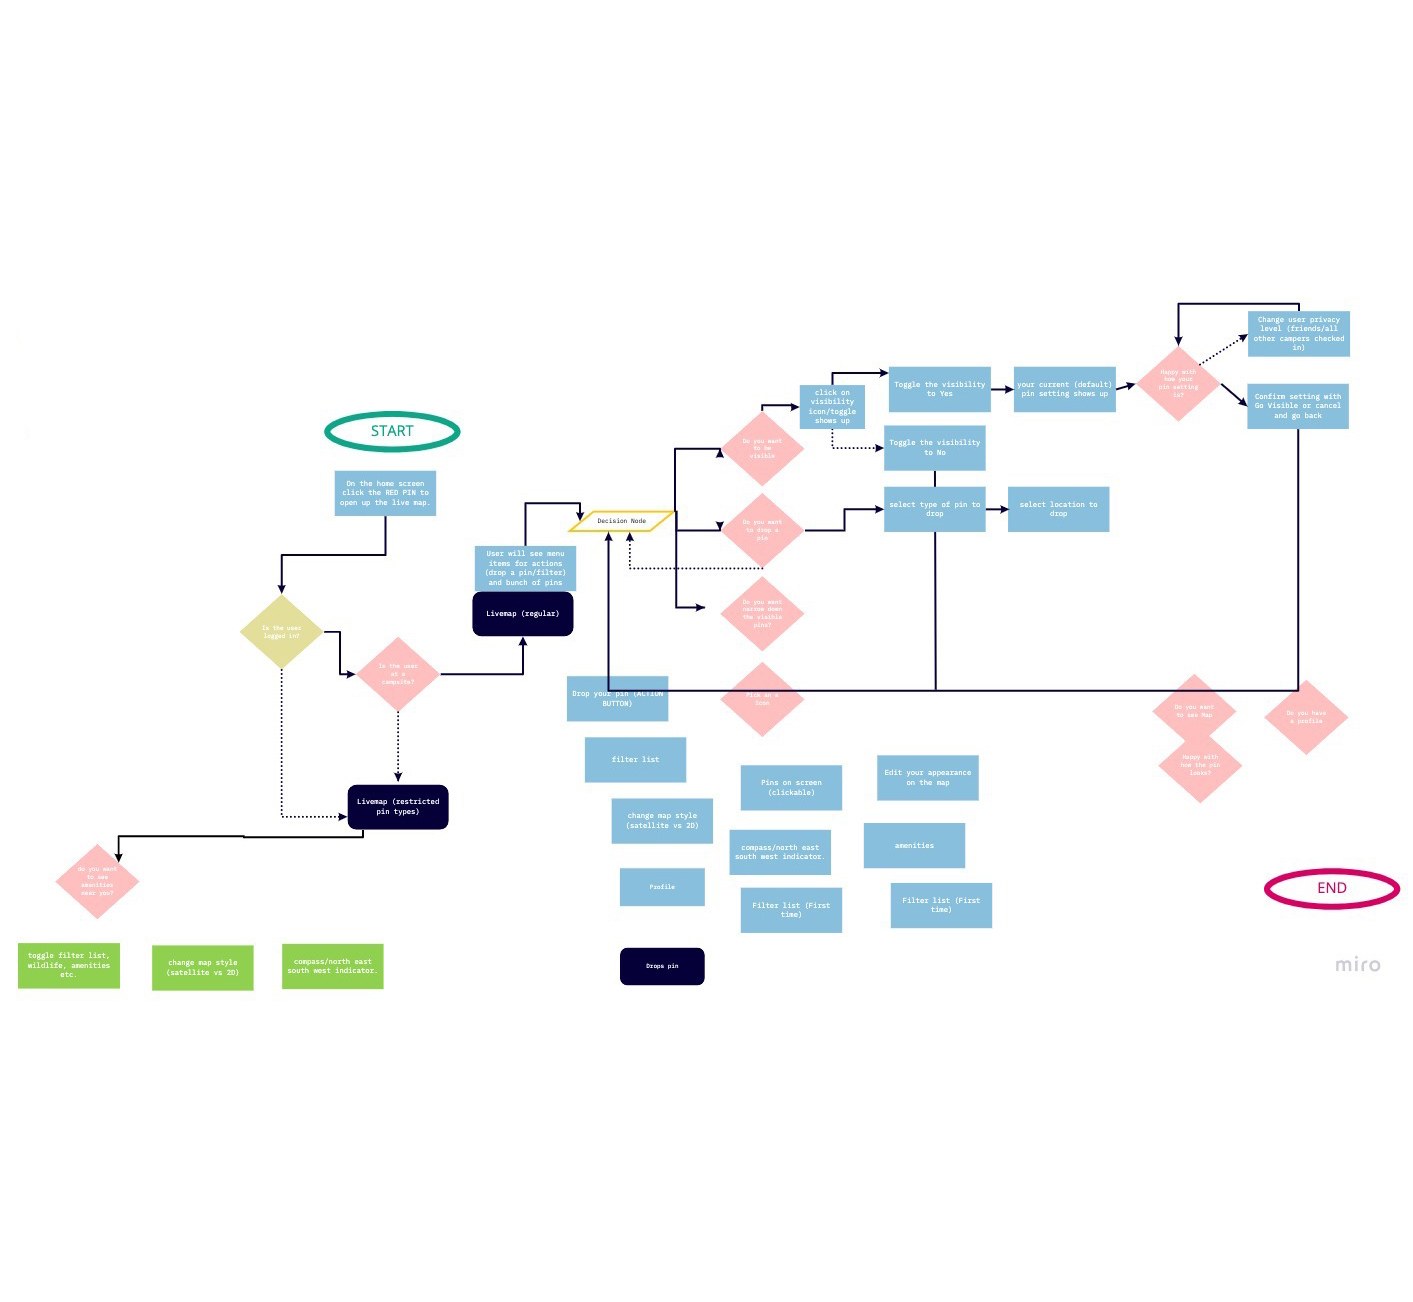 Change user privacy
level (friends/all
other campers checked
in)
Happy with
how your
pin setting
is?
Toggle the visibility
to Yes
your current (default)
pin setting shows up
click on
visibility
icon/toggle
shows up
Confirm setting with
Go Visible or cancel
and go back
START
Do you want
to be
visible
Toggle the visibility
to No
On the home screen
click the RED PIN to
open up the live map.
select type of pin to
drop
select location to
drop
Decision Node
Do you want
to drop a
pin
User will see menu
items for actions
(drop a pin/filter)
and bunch of pins
Livemap (regular)
Do you want
narrow down
the visible
pins?
Is the user
logged in?
Is the user
at a
campsite?
Drop your pin (ACTION
BUTTON)
Pick an a
icon
Do you want
to see Map
Do you have
a profile
filter list
Happy with
how the pin
looks?
Pins on screen
(clickable)
Edit your appearance
on the map
Livemap (restricted
pin types)
change map style
(satellite vs 2D)
compass/north east
south west indicator.
amenities
do you want
to see
amenities
near you?
Profile
END
Filter list (First
time)
Filter list (First
time)
toggle filter list,
wildlife, amenities
etc.
change map style
(satellite vs 2D)
compass/north east
south west indicator.
Drops pin
miro